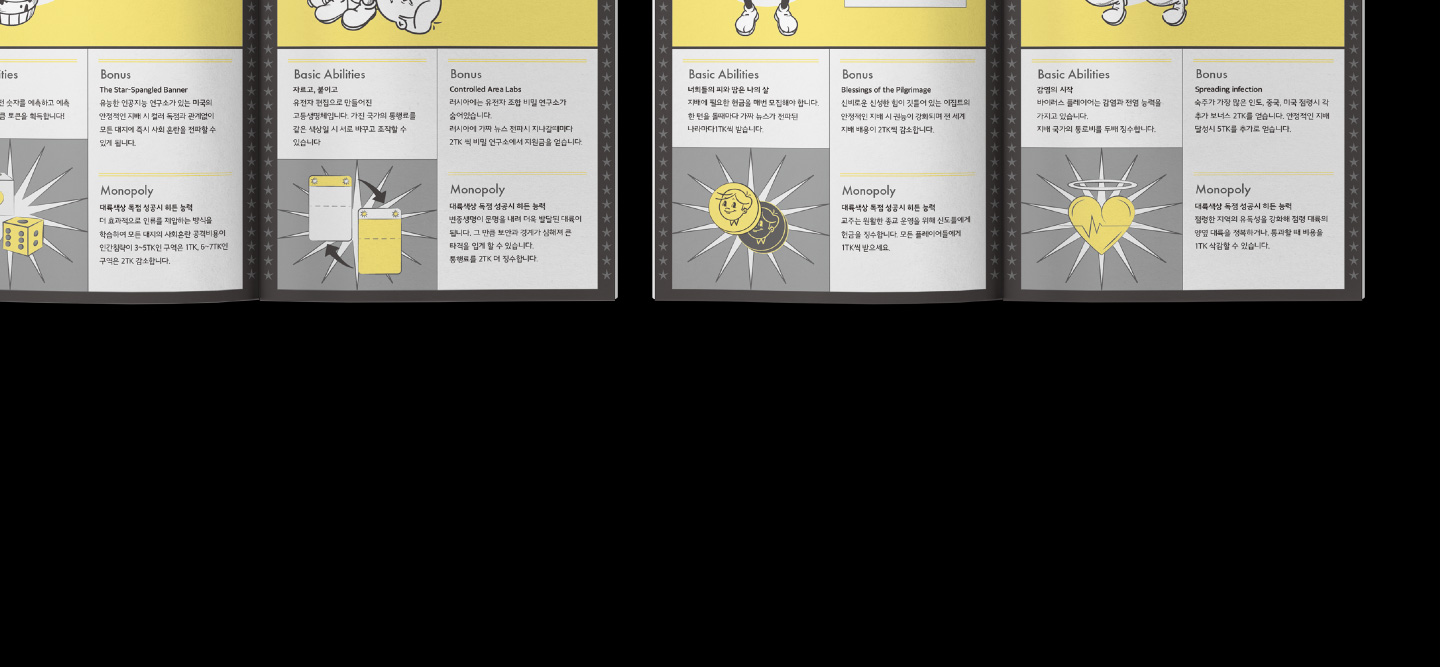 ities
전 숫자를 예측하고 예측
큼 토큰을 획득합니다!
Bonus
The Star-Spangled Banner
유능한 인공지능 연구소가 있는 미국의
안정적인 지배 시 컬러 독점과 관계없이
모든 대지에 즉시 사회 혼란을 전파할 수
있게 됩니다.
Monopoly
대륙색상 독점 성공시 히든 능력
더 효과적으로 인류를 제압하는 방식을
학습하여 모든 대지의 사회혼란 공격비용이
인간청략이 3~5TK인 구역은 1TK, 6~7TK인
구역은 2TK 감소합니다.
Basic Abilities
자르고, 붙이고
유전자 편집으로 만들어진
고등생명체입니다. 가진 국가의 통행료를
같은 색상일 시 서로 바꾸고 조작할 수
있습니다
Bonus
Controlled Area Labs
러시아에는 유전자 조합 비밀 연구소가
숨어있습니다.
러시아에 가짜 뉴스 전파시 지나갈때마다
2TK 씩 비밀 연구소에서 지원금을 얻습니다.
Monopoly
대륙색상 독점 성공시 히든 능력
변종생명이 문명을 내려 더욱 발달된 대륙이
됩니다. 그 만큼 보안과 경계가 심해져 큰
타격을 입게 할 수 있습니다.
통행료를 2TK 더 징수합니다.
Basic Abilities
너희들의 피와 땀은 나의 살
지배에 필요한 헌금을 매번 모집해야 합니다.
한 턴을 돌때마다 가짜 뉴스가 전파된
나라마다1TK씩 받습니다.
Bonus
Blessings of the Pilgrimage
신비로운 신성한 힘이 깃들어 있는 이집트의
안정적인 지배 시 권능이 강화되며 전 세계
지배 비용이 2TK씩 감소합니다.
Monopoly
대륙색상 독점 성공시 히든 능력
교주는 원활한 종교 운영을 위해 신도들에게
헌금을 징수합니다. 모든 플레이어들에게
1TK씩 받으세요.
Basic Abilities
감염의 시작
바이러스 플레이어는 감염과 전염 능력을
가지고 있습니다.
지배 국가의 통로비를 두배 징수합니다.
Bonus
Spreading infection
숙주가 가장 많은 인도, 중국, 미국 점령시 각
추가 보너스 2TK를 얻습니다. 안정적인 지배
달성시 5TK를 추가로 얻습니다.
Monopoly
대륙색상 독점 성공시 히든 능력
점령한 지역의 유독성을 강화해 점령 대륙의
양옆 대륙을 정복하거나, 통과할 때 비용을
1TK 삭감할 수 있습니다.